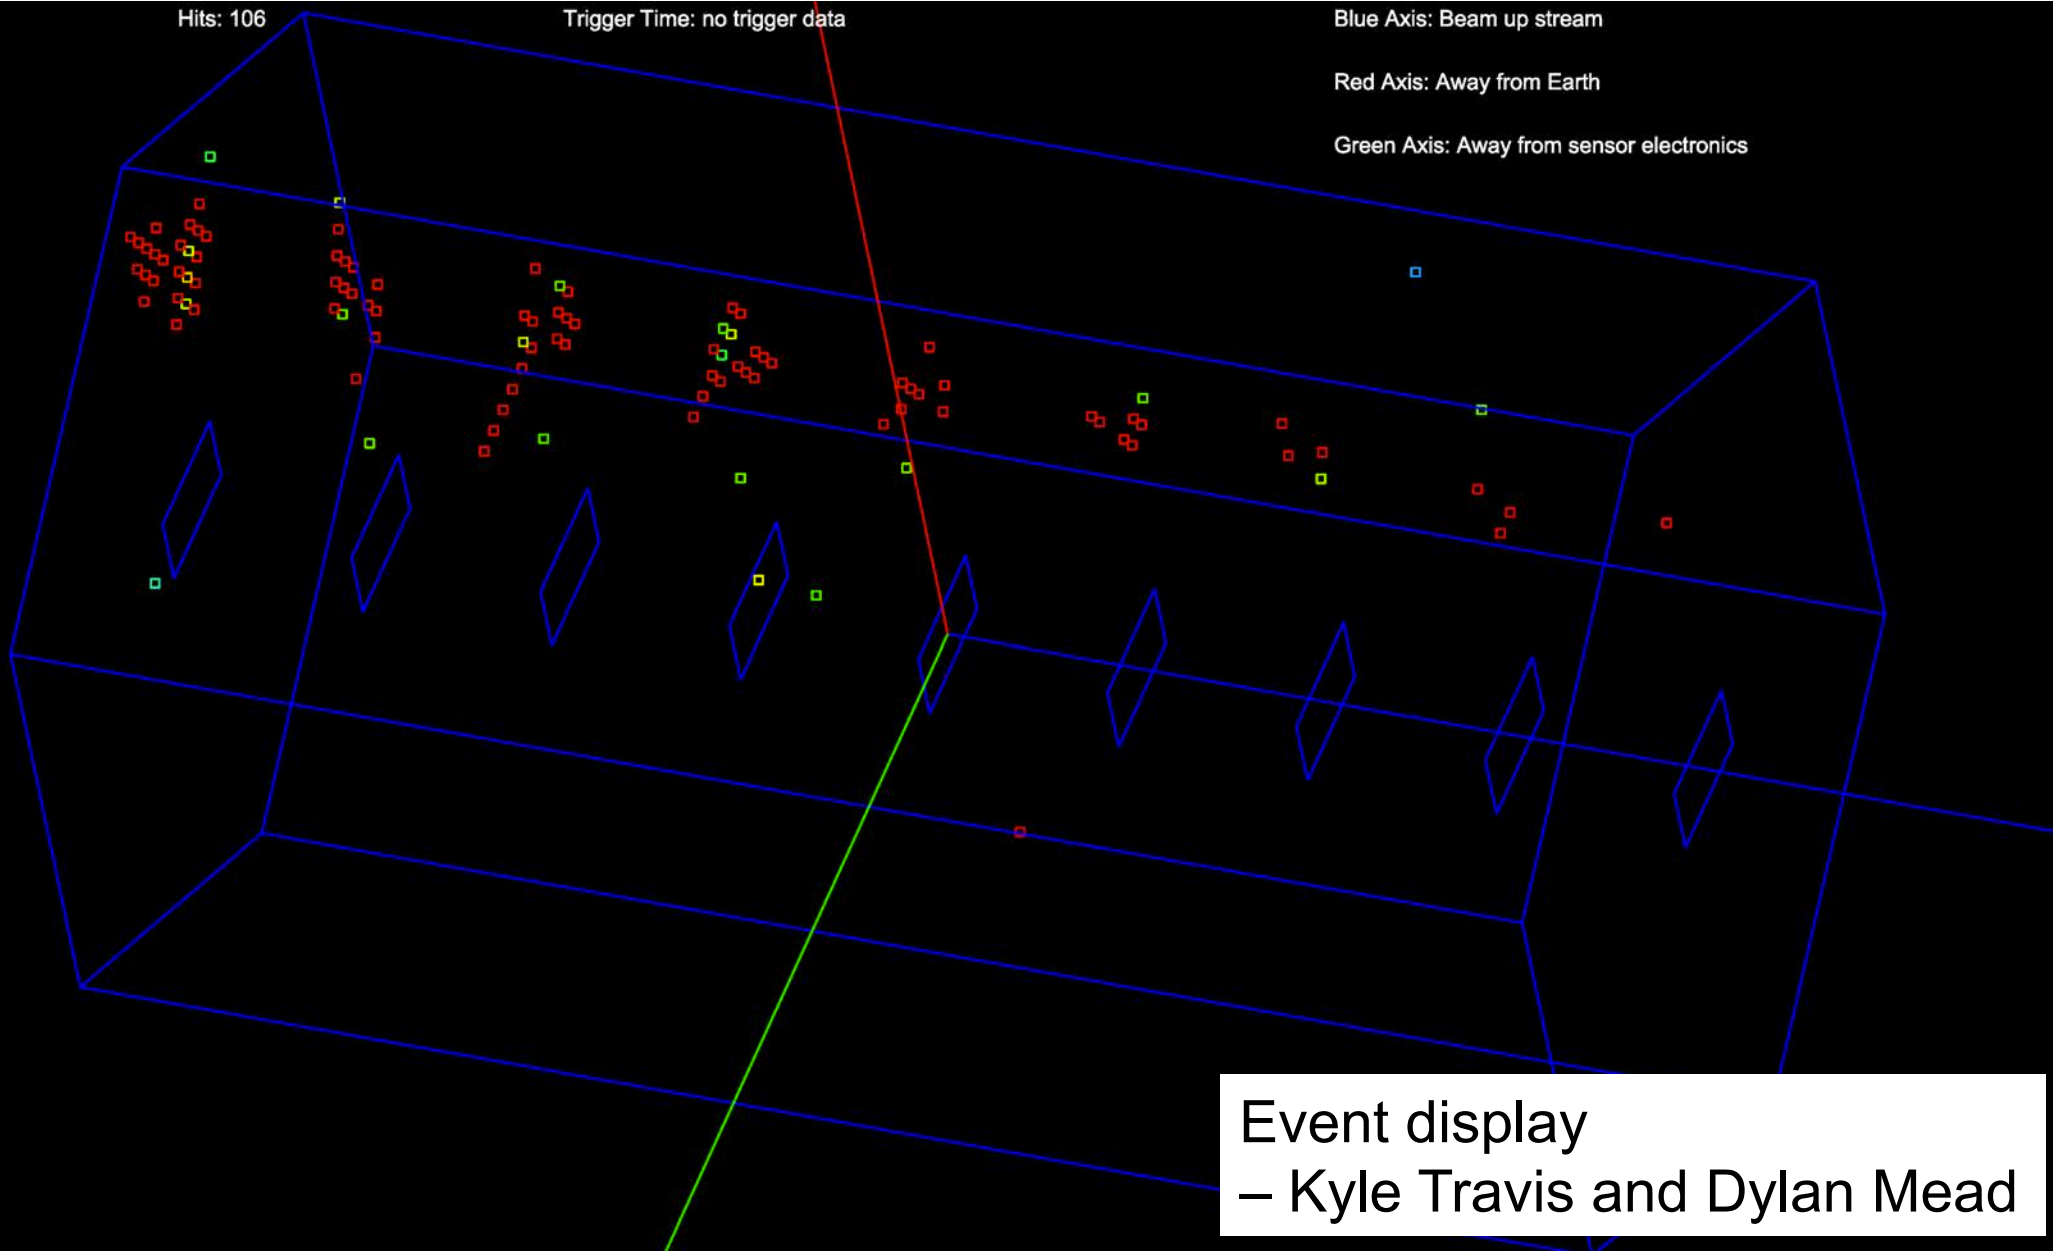 Hits: 106
Trigger Time: no trigger data
Blue Axis: Beam up stream
Red Axis: Away from Earth
Green Axis: Away from sensor electronics
Event display
– Kyle Travis and Dylan Mead